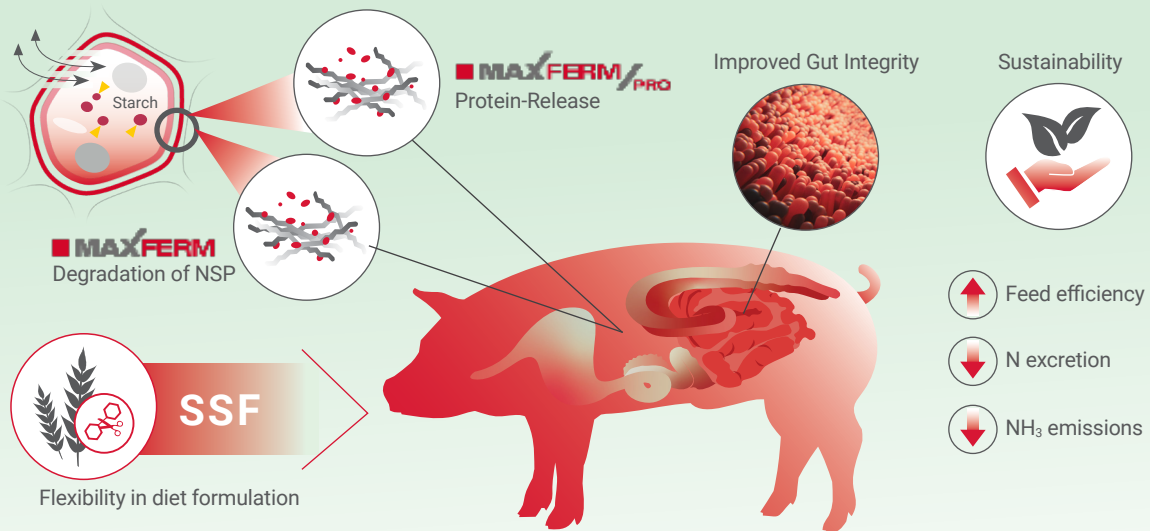 Starch
MAXFERM/PRO
Protein-Release
MAXFERM
Degradation of NSP
SSF
Flexibility in diet formulation
Improved Gut Integrity
Sustainability
Feed efficiency
N excretion
NH₃ emissions